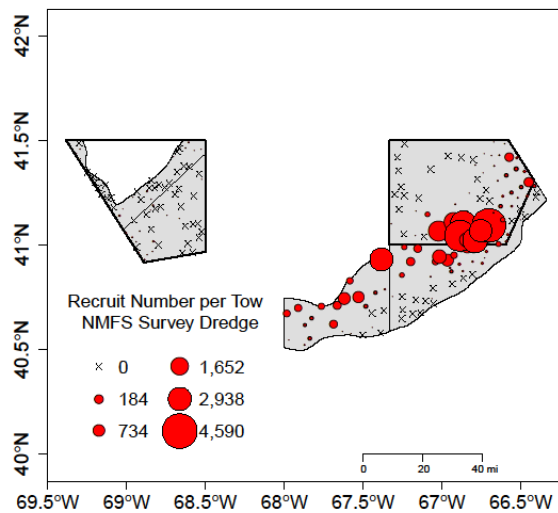 42°N
41.5°N
41°N
40.5°N
40°N
Recruit Number per Tow
NMFS Survey Dredge
0 1,652
184 2,938
734 4,590
0 20 40 mi
69.5°W 69°W 68.5°W 68°W 67.5°W 67°W 66.5°W